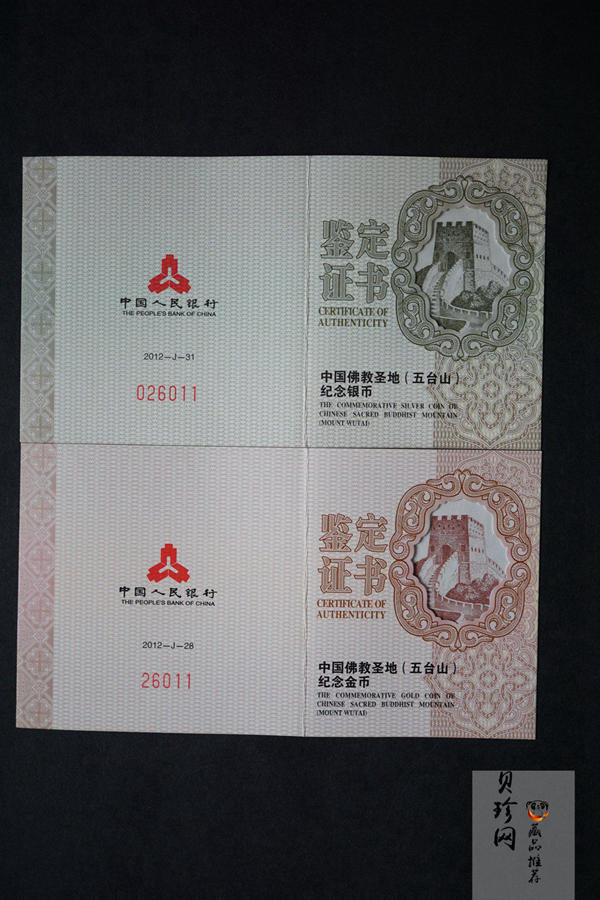 中国人民银行
THE PEOPLE'S BANK OF CHINA
2012-J-31
026011
鉴定
证书
CERTIFICATE OF
AUTHENTICITY
中国佛教圣地（五台山）
纪念银币
THE COMMEMORATIVE SILVER COIN OF
CHINESE SACRED BUDDHIST MOUNTAIN
(MOUNT WUTAI)
中国人民银行
THE PEOPLE'S BANK OF CHINA
2012-J-28
26011
鉴定
证书
CERTIFICATE OF
AUTHENTICITY
中国佛教圣地（五台山）
纪念金币
THE COMMEMORATIVE GOLD COIN OF
CHINESE SACRED BUDDHIST MOUNTAIN
(MOUNT WUTAI)
贝珍网
藏品推荐